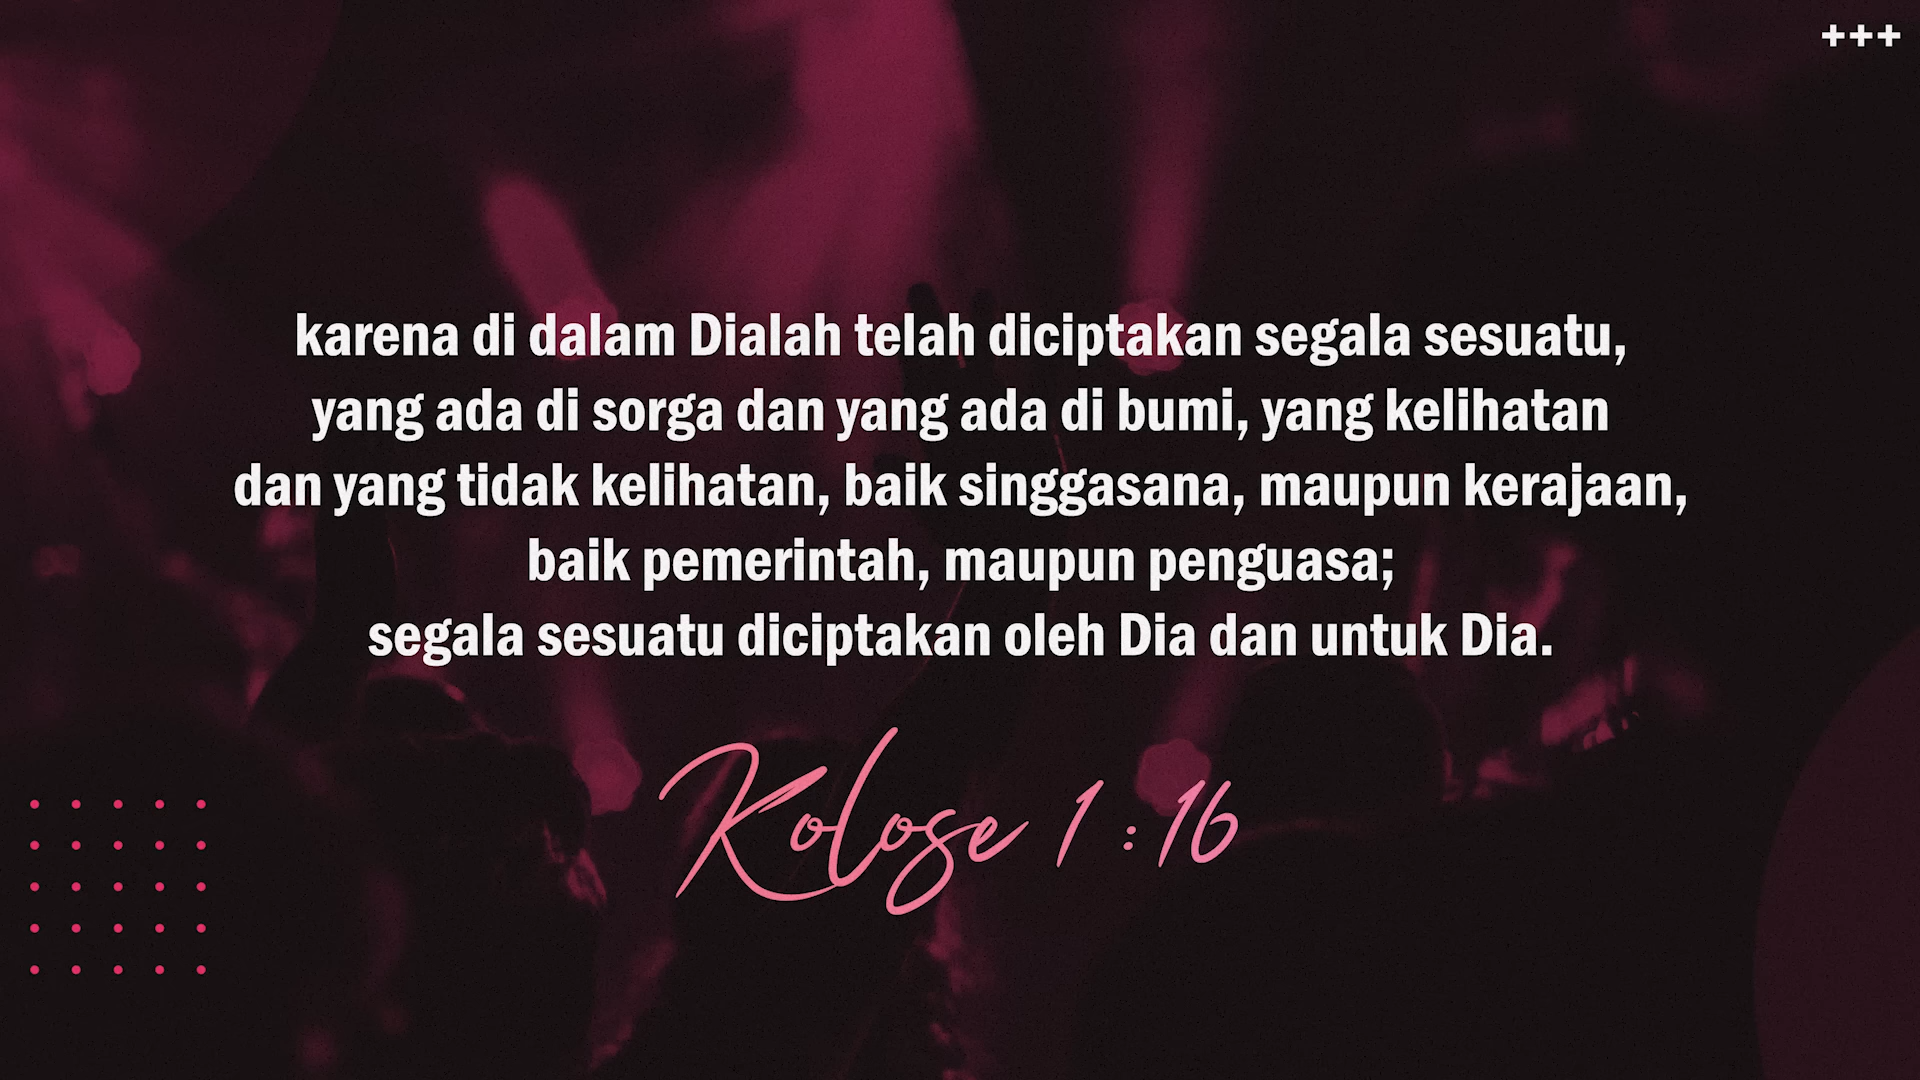 +++
karena di dalam Dialah telah diciptakan segala sesuatu,
yang ada di sorga dan yang ada di bumi, yang kelihatan
dan yang tidak kelihatan, baik singgasana, maupun kerajaan,
baik pemerintah, maupun penguasa;
segala sesuatu diciptakan oleh Dia dan untuk Dia.
Kolose 1 : 16